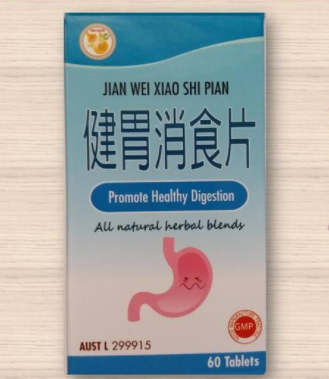 JIAN WEI XIAO SHI PIAN
健胃消食片
Promote Healthy Digestion
All natural herbal blends
GMP
AUST L 299915
60 Tablets